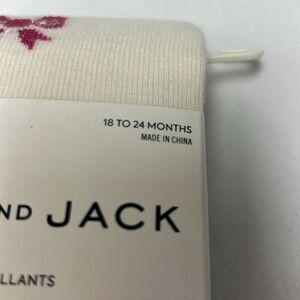 18 TO 24 MONTHS
MADE IN CHINA
ND JACK
LLANTS